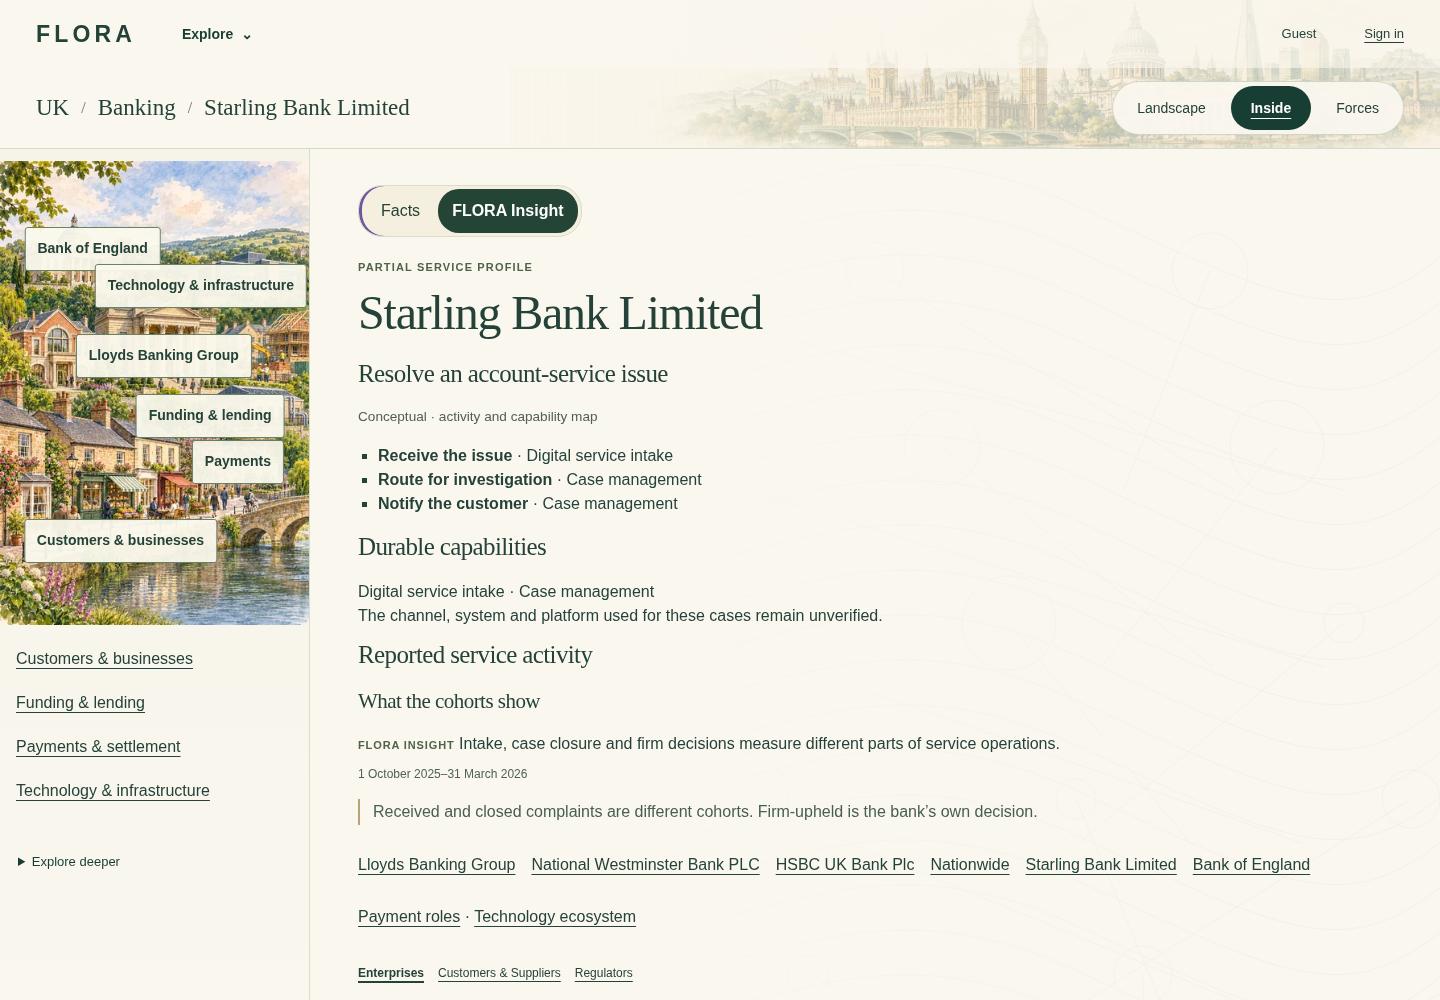 FLORA
Explore
Guest
Sign in
UK / Banking / Starling Bank Limited
Landscape
Inside
Forces
Bank of England
Technology & infrastructure
Lloyds Banking Group
Funding & lending
Payments
Customers & businesses
Customers & businesses
Funding & lending
Payments & settlement
Technology & infrastructure
Explore deeper
Facts
FLORA Insight
PARTIAL SERVICE PROFILE
Starling Bank Limited
Resolve an account-service issue
Conceptual · activity and capability map
Receive the issue · Digital service intake
Route for investigation · Case management
Notify the customer · Case management
Durable capabilities
Digital service intake · Case management
The channel, system and platform used for these cases remain unverified.
Reported service activity
What the cohorts show
FLORA INSIGHT Intake, case closure and firm decisions measure different parts of service operations.
1 October 2025–31 March 2026
Received and closed complaints are different cohorts. Firm-upheld is the bank’s own decision.
Lloyds Banking Group National Westminster Bank PLC HSBC UK Bank Plc Nationwide Starling Bank Limited Bank of England
Payment roles · Technology ecosystem
Enterprises Customers & Suppliers Regulators